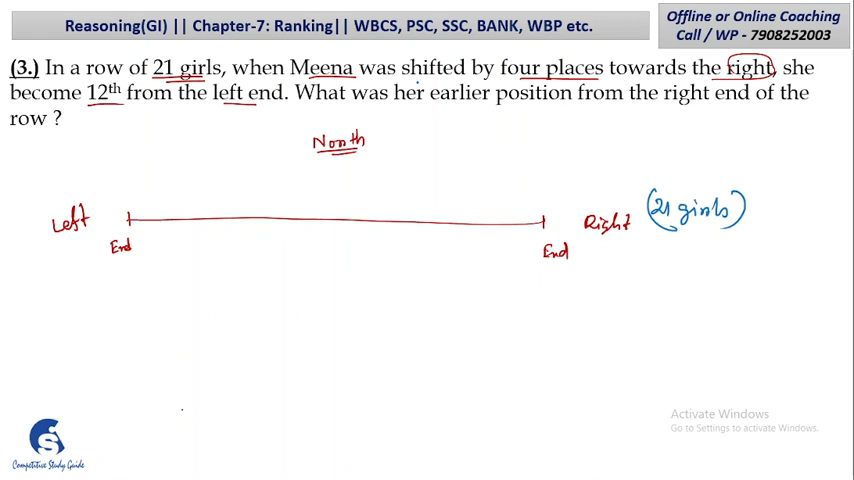 Reasoning(GI) || Chapter-7: Ranking|| WBCS, PSC, SSC, BANK, WBP etc.
Offline or Online Coaching
Call / WP - 7908252003
(3.) In a row of 21 girls, when Meena was shifted by four places towards the right, she
become 12th from the left end. What was her earlier position from the right end of the
row ?
North
Left
End
End
Right
(21 girls)
Activate Windows
Go to Settings to activate Windows.
S
Competitive Study Guide